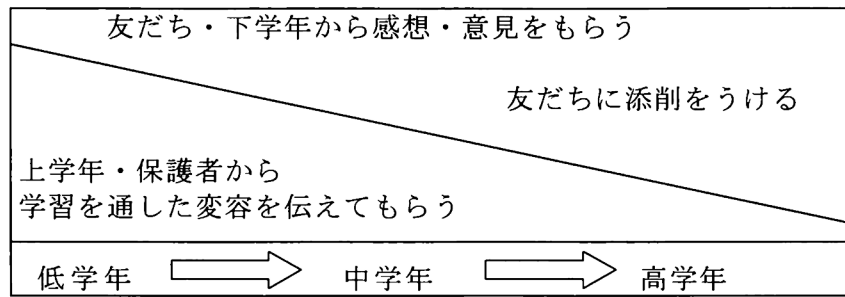 友だち・下学年から感想・意見をもらう
友だちに添削をうける
上学年・保護者から
学習を通した変容を伝えてもらう
低学年 中学年 高学年